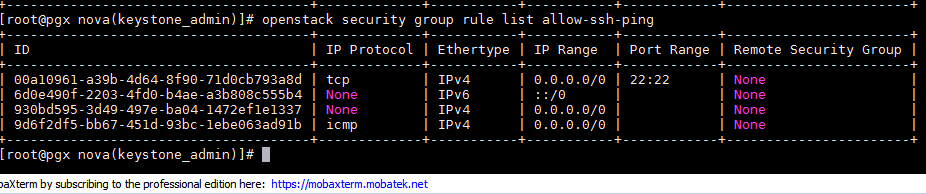 [root@pgx nova(keystone_admin)]# openstack security group rule list allow-ssh-ping
+--------------------------------------+-------------+-----------+-----------+------------+-----------------------+
| ID                                   | IP Protocol | Ethertype | IP Range  | Port Range | Remote Security Group |
+--------------------------------------+-------------+-----------+-----------+------------+-----------------------+
| 00a10961-a39b-4d64-8f90-71d0cb793a8d | tcp         | IPv4      | 0.0.0.0/0 | 22:22      | None                  |
| 6d0e490f-2203-4fd0-b4ae-a3b808c555b4 | None        | IPv6      | ::/0      |            | None                  |
| 930bd595-3d49-497e-ba04-1472ef1e1337 | None        | IPv4      | 0.0.0.0/0 |            | None                  |
| 9d6f2df5-bb67-451d-93bc-1ebe063ad91b | icmp        | IPv4      | 0.0.0.0/0 |            | None                  |
+--------------------------------------+-------------+-----------+-----------+------------+-----------------------+
[root@pgx nova(keystone_admin)]#
baXterm by subscribing to the professional edition here: https://mobaxterm.mobatek.net